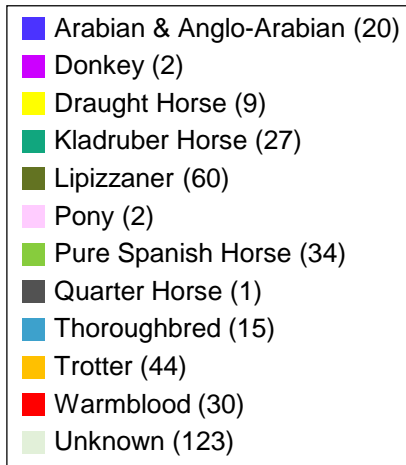 Arabian & Anglo-Arabian (20)
Donkey (2)
Draught Horse (9)
Kladruber Horse (27)
Lipizzaner (60)
Pony (2)
Pure Spanish Horse (34)
Quarter Horse (1)
Thoroughbred (15)
Trotter (44)
Warmblood (30)
Unknown (123)